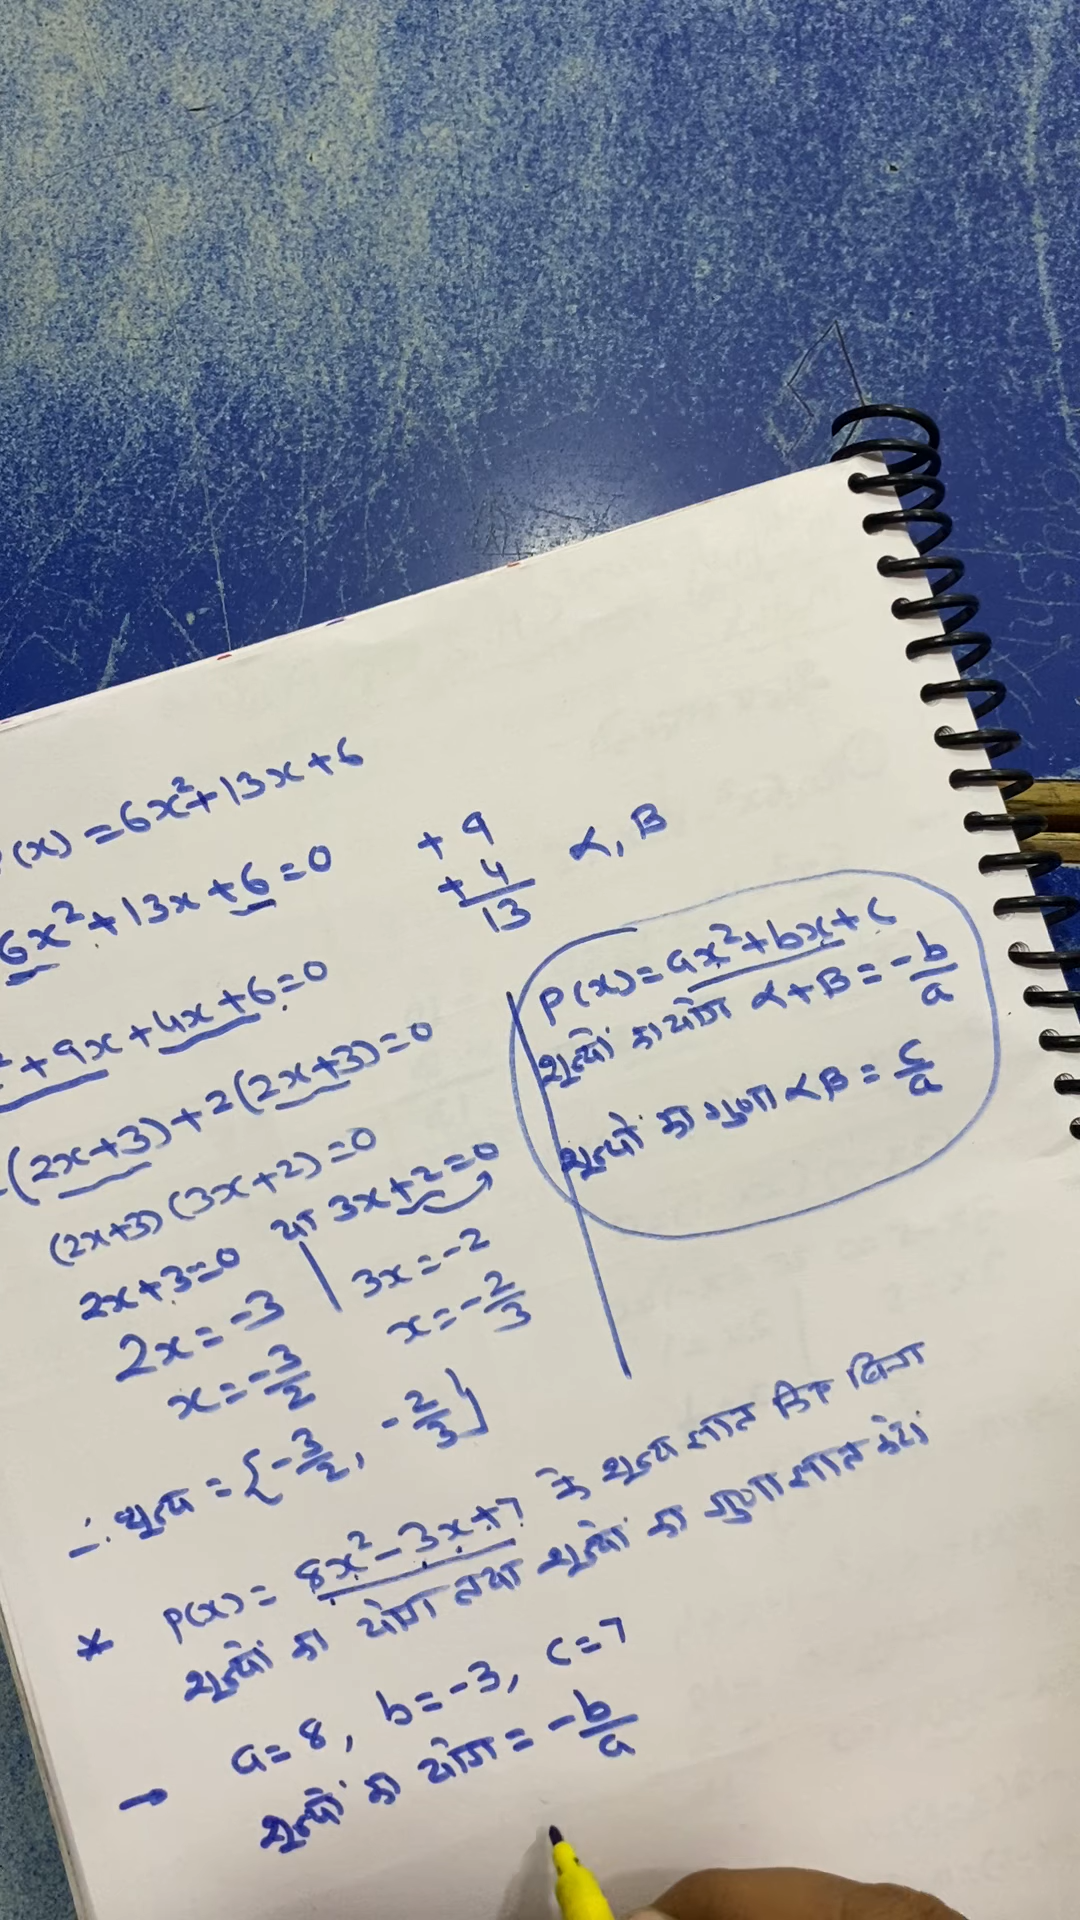 (x) = 6x²+13x+6
6x²+13x+6=0
+9
+4
13
α, β
²+9x+4x+6=0
(2x+3)+2(2x+3)=0
(2x+3)(3x+2)=0
2x+3=0 या 3x+2=0
2x=-3 | 3x=-2
x=-3/2 x=-2/3
∴ शून्य = {-3/2, -2/3}
P(x)=ax²+bx+c
शून्यों का योग α+β=-b/a
शून्यों का गुणा αβ=c/a
* P(x)= 8x²-3x+7 के शून्य ज्ञात किए बिना
शून्यों का योग तथा शून्यों का गुणा ज्ञात करो
→ a=8, b=-3, c=7
शून्यों का योग = -b/a